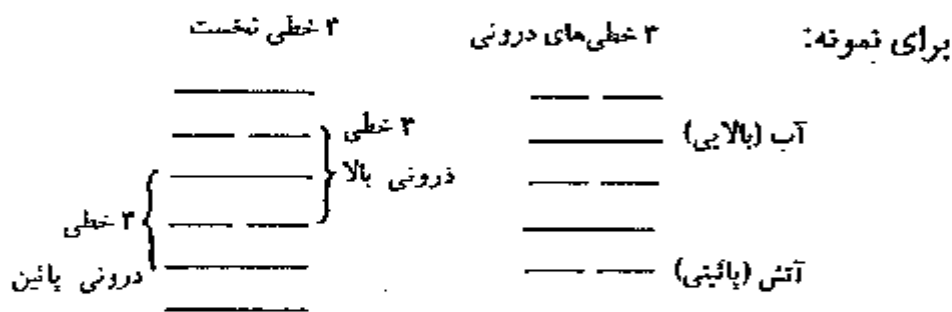 برای نمونه:
۳ خطی‌های درونی
۳ خطی نخست
آب (بالایی)
آتش (پائینی)
۳ خطی
درونی بالا
۳ خطی
درونی پائین